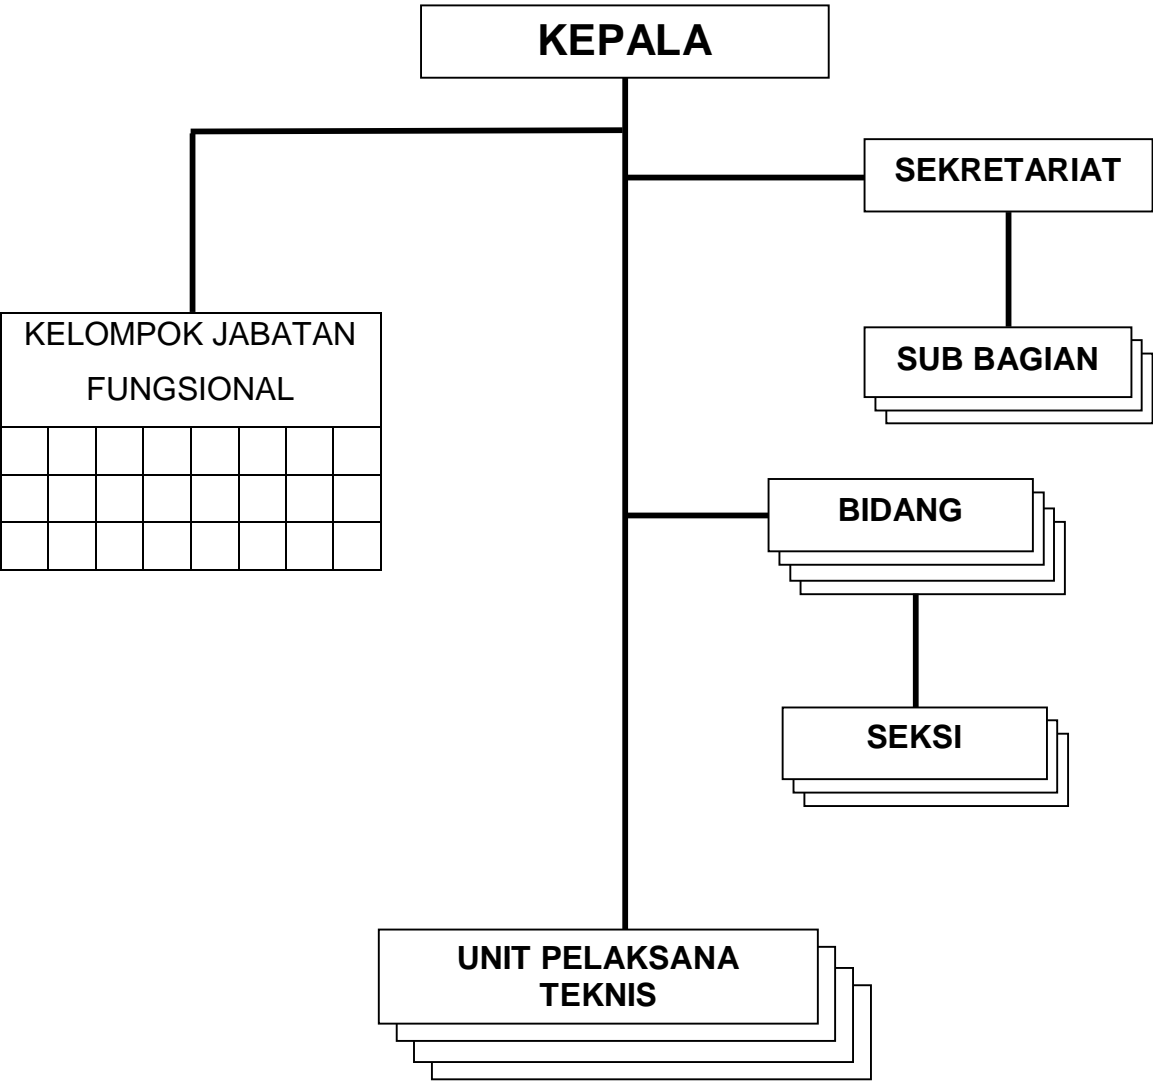 KEPALA
SEKRETARIAT
KELOMPOK JABATAN
FUNGSIONAL
SUB BAGIAN
BIDANG
SEKSI
UNIT PELAKSANA
TEKNIS